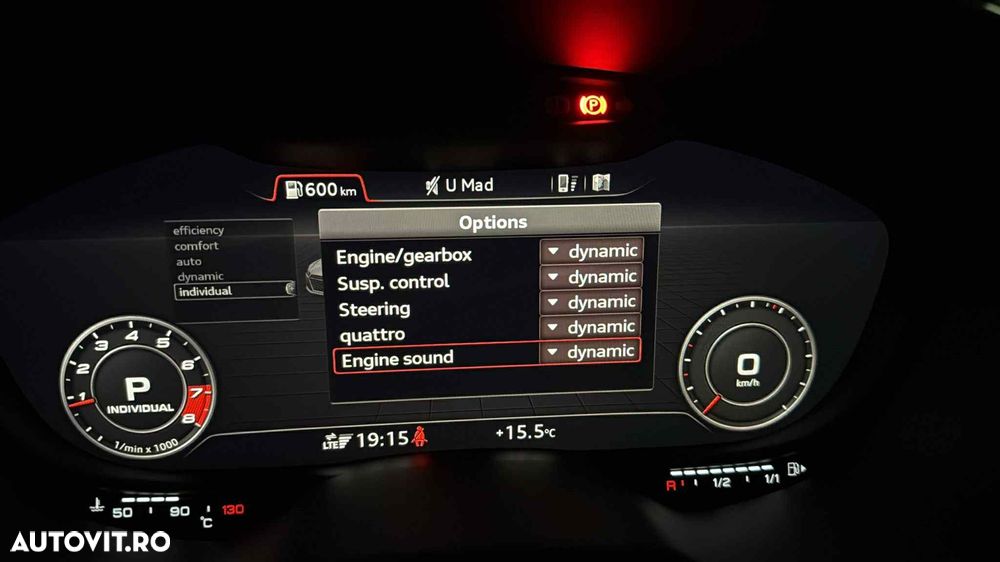 P
600 km
U Mad
Options
efficiency
comfort
auto
dynamic
individual
Engine/gearbox dynamic
Susp. control dynamic
Steering dynamic
quattro dynamic
Engine sound dynamic
1 2 3 4 5 6 7 8
P
INDIVIDUAL
1/min x 1000
0
km/h
LTE 19:15 +15.5°C
50 90 °C 130
R 1/2 1/1
AUTOVIT.RO